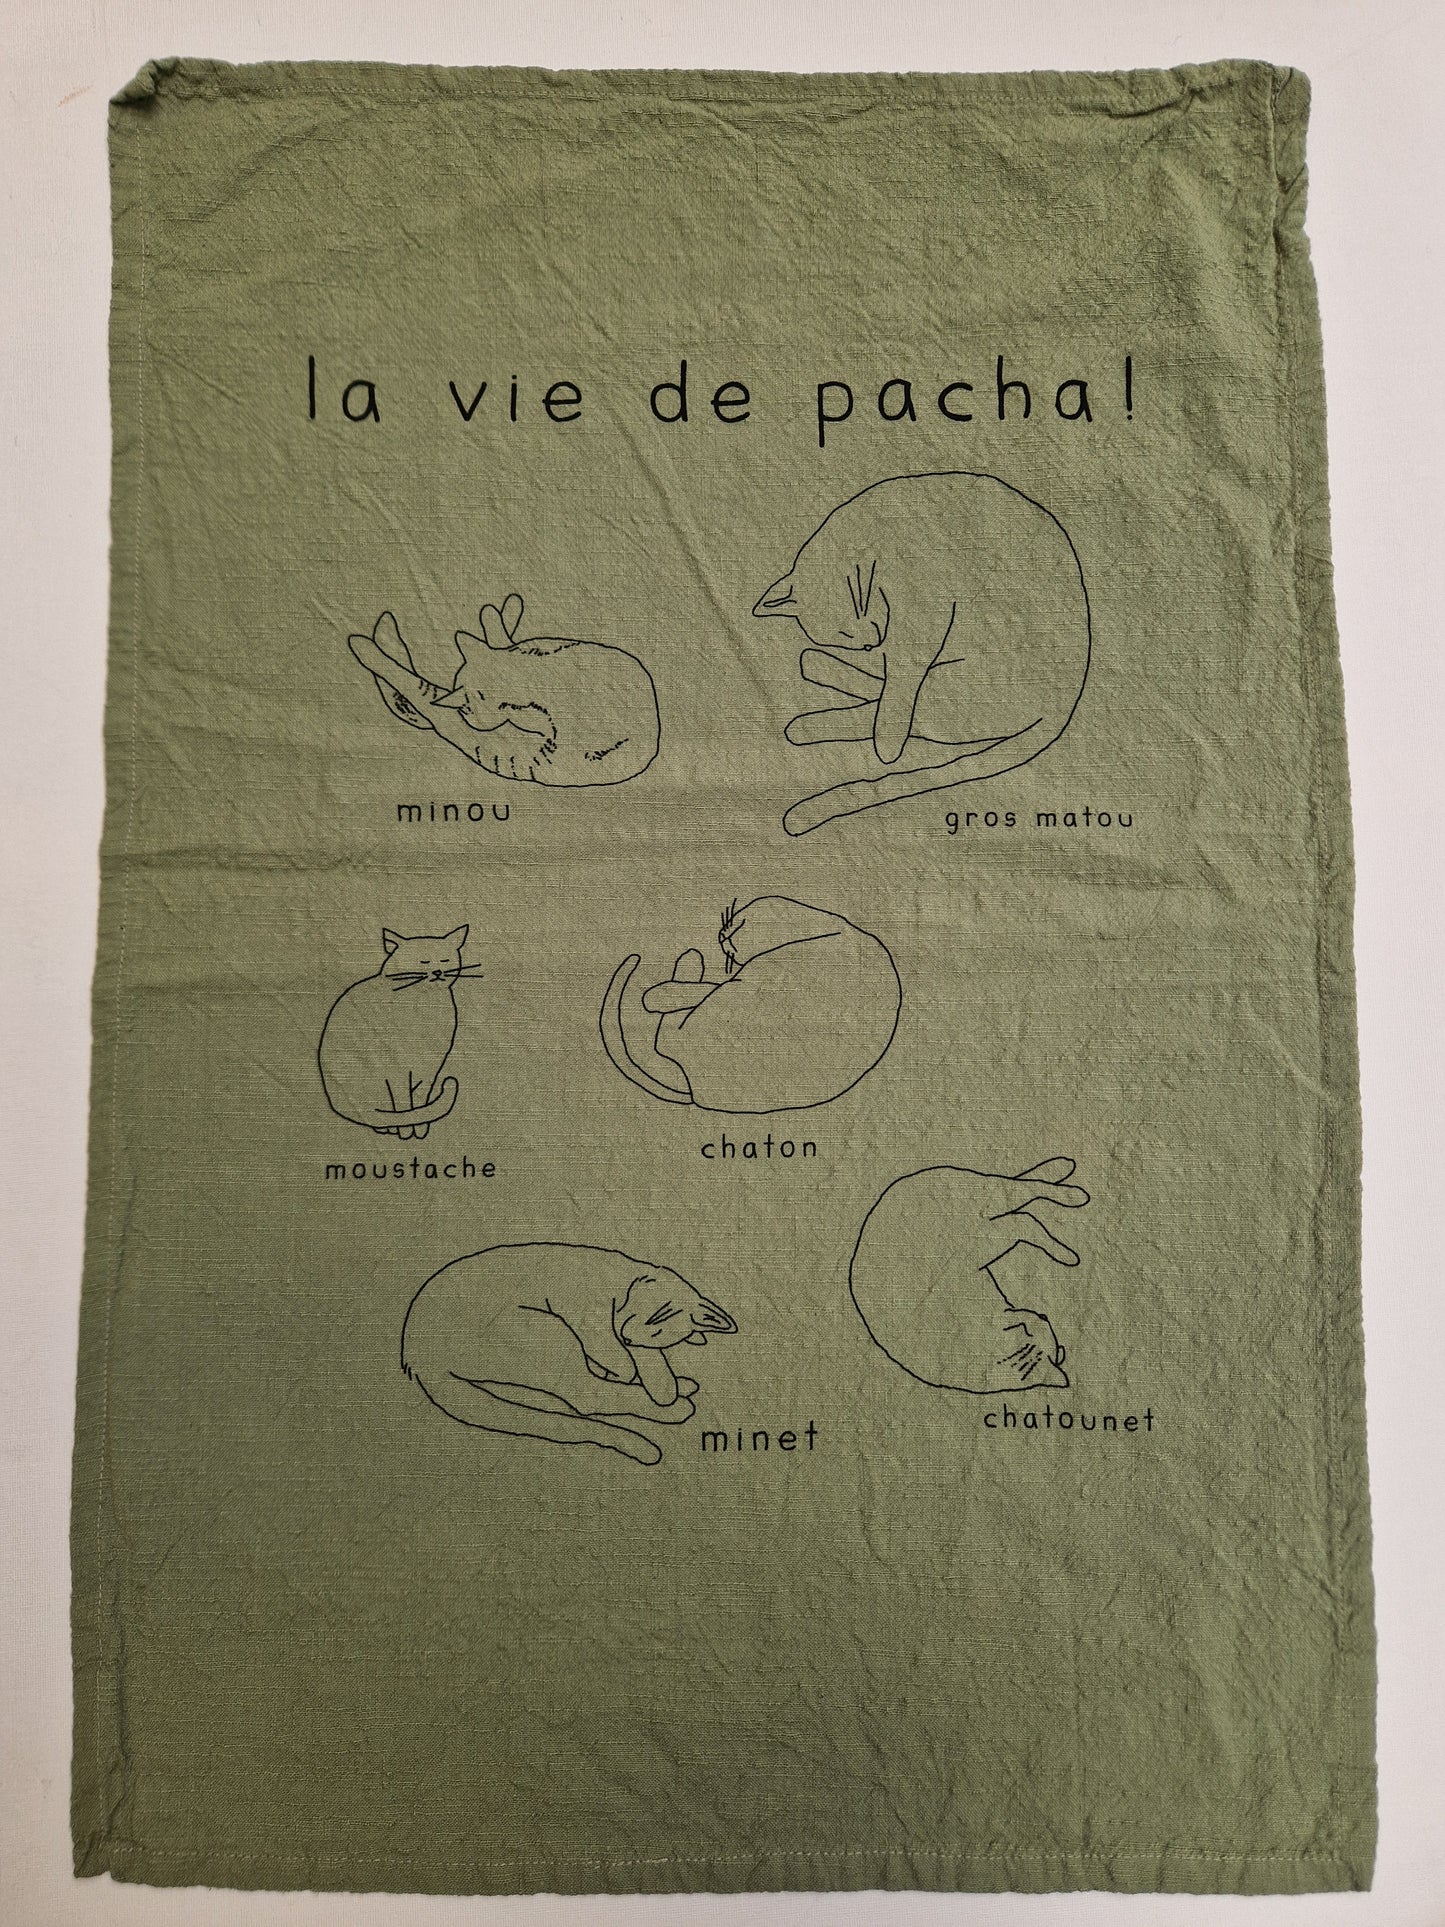 la vie de pacha!
minou
gros matou
moustache
chaton
minet
chatounet